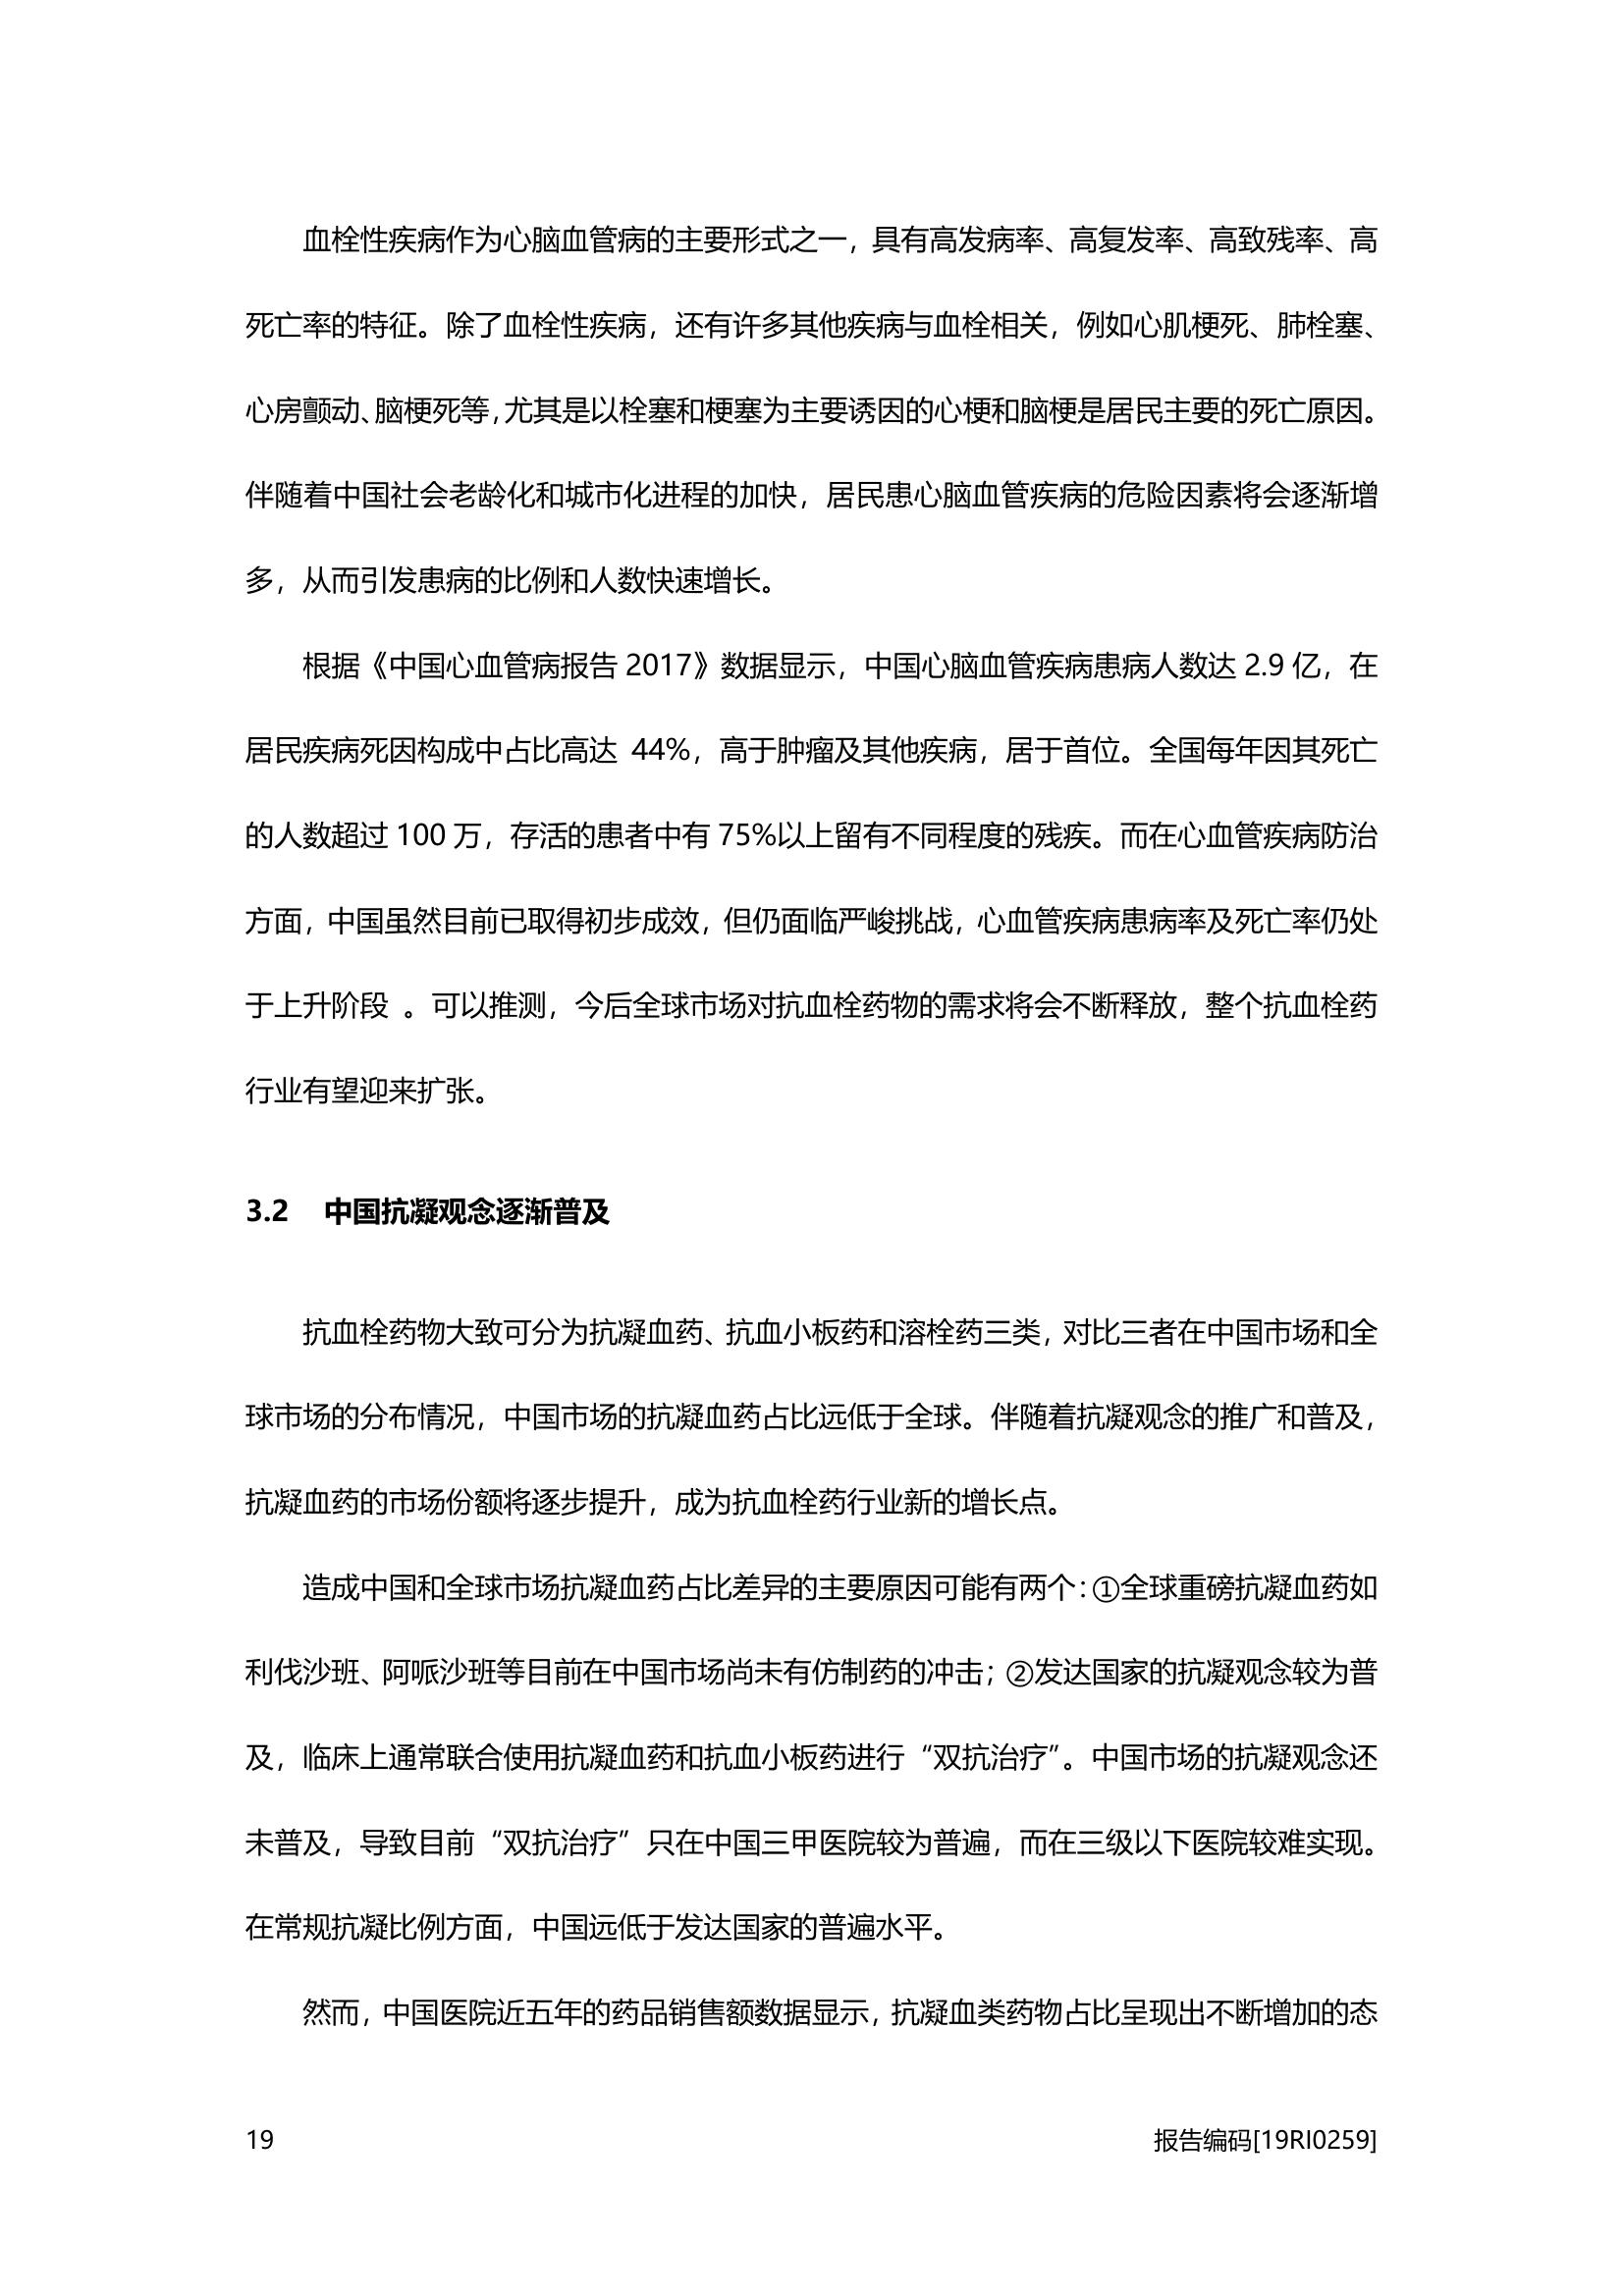 血栓性疾病作为心脑血管病的主要形式之一，具有高发病率、高复发率、高致残率、高
死亡率的特征。除了血栓性疾病，还有许多其他疾病与血栓相关，例如心肌梗死、肺栓塞、
心房颤动、脑梗死等，尤其是以栓塞和梗塞为主要诱因的心梗和脑梗是居民主要的死亡原因。
伴随着中国社会老龄化和城市化进程的加快，居民患心脑血管疾病的危险因素将会逐渐增
多，从而引发患病的比例和人数快速增长。
根据《中国心血管病报告 2017》数据显示，中国心脑血管疾病患病人数达 2.9 亿，在
居民疾病死因构成中占比高达 44%，高于肿瘤及其他疾病，居于首位。全国每年因其死亡
的人数超过 100 万，存活的患者中有 75%以上留有不同程度的残疾。而在心血管疾病防治
方面，中国虽然目前已取得初步成效，但仍面临严峻挑战，心血管疾病患病率及死亡率仍处
于上升阶段 。可以推测，今后全球市场对抗血栓药物的需求将会不断释放，整个抗血栓药
行业有望迎来扩张。
3.2 中国抗凝观念逐渐普及
抗血栓药物大致可分为抗凝血药、抗血小板药和溶栓药三类，对比三者在中国市场和全
球市场的分布情况，中国市场的抗凝血药占比远低于全球。伴随着抗凝观念的推广和普及，
抗凝血药的市场份额将逐步提升，成为抗血栓药行业新的增长点。
造成中国和全球市场抗凝血药占比差异的主要原因可能有两个：①全球重磅抗凝血药如
利伐沙班、阿哌沙班等目前在中国市场尚未有仿制药的冲击；②发达国家的抗凝观念较为普
及，临床上通常联合使用抗凝血药和抗血小板药进行“双抗治疗”。中国市场的抗凝观念还
未普及，导致目前“双抗治疗”只在中国三甲医院较为普遍，而在三级以下医院较难实现。
在常规抗凝比例方面，中国远低于发达国家的普遍水平。
然而，中国医院近五年的药品销售额数据显示，抗凝血类药物占比呈现出不断增加的态
19 报告编码[19RI0259]